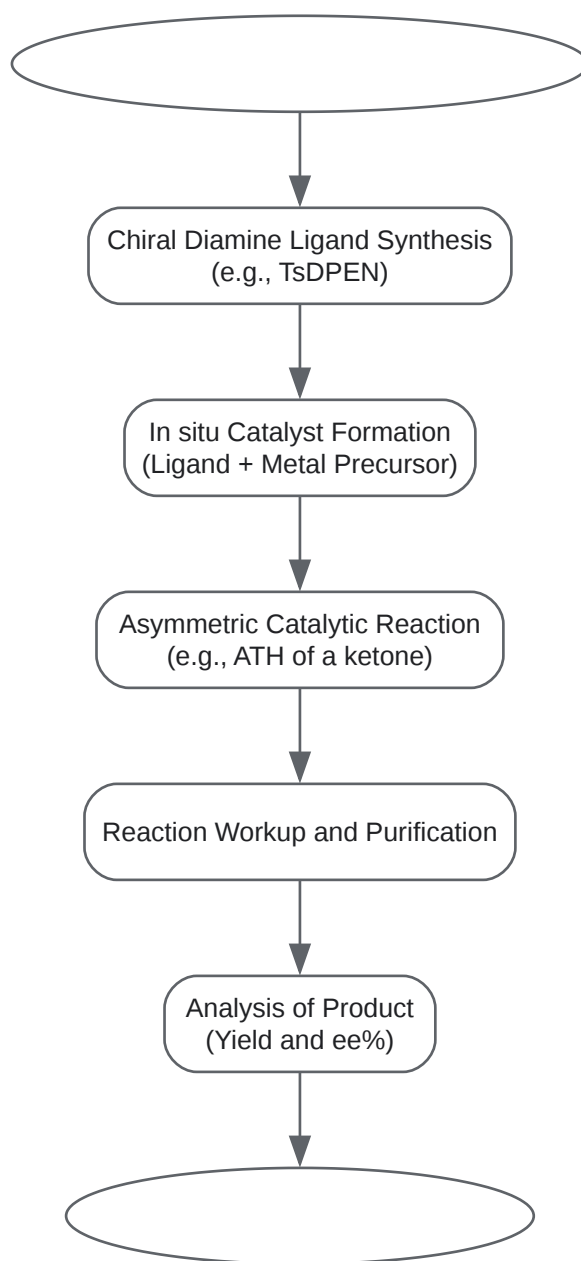 Chiral Diamine Ligand Synthesis
(e.g., TsDPEN)
In situ Catalyst Formation
(Ligand + Metal Precursor)
Asymmetric Catalytic Reaction
(e.g., ATH of a ketone)
Reaction Workup and Purification
Analysis of Product
(Yield and ee%)